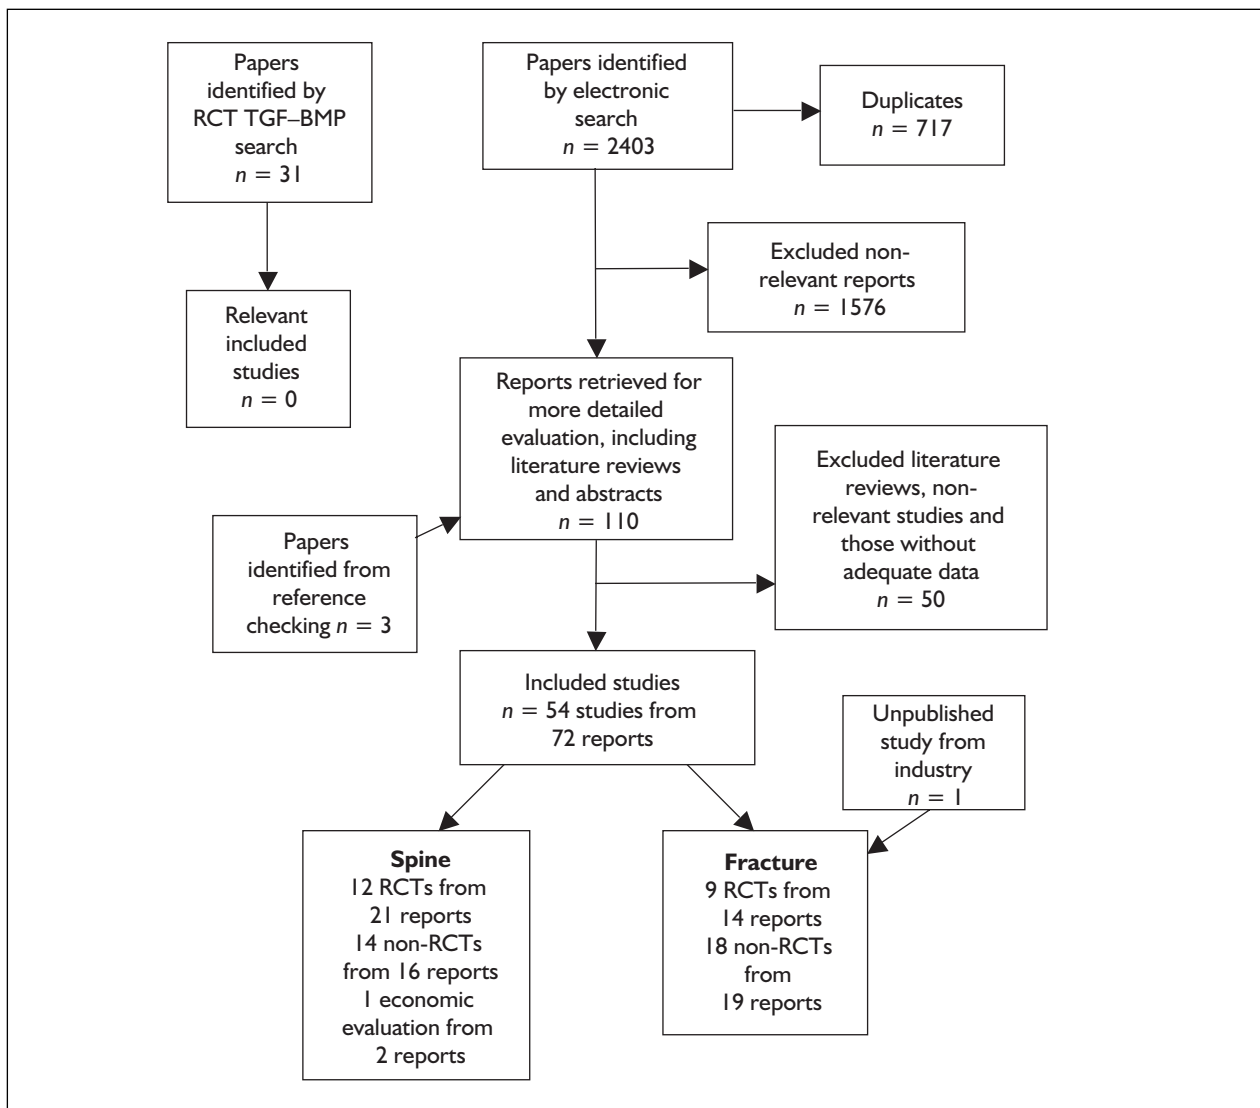 Papers
identified by
RCT TGF–BMP
search
n = 31
Papers identified
by electronic
search
n = 2403
Duplicates
n = 717
Excluded non-
relevant reports
n = 1576
Relevant
included
studies
n = 0
Reports retrieved for
more detailed
evaluation, including
literature reviews
and abstracts
n = 110
Excluded literature
reviews, non-
relevant studies and
those without
adequate data
n = 50
Papers
identified from
reference
checking n = 3
Included studies
n = 54 studies from
72 reports
Unpublished
study from
industry
n = 1
Spine
12 RCTs from
21 reports
14 non-RCTs
from 16 reports
1 economic
evaluation from
2 reports
Fracture
9 RCTs from
14 reports
18 non-RCTs
from
19 reports